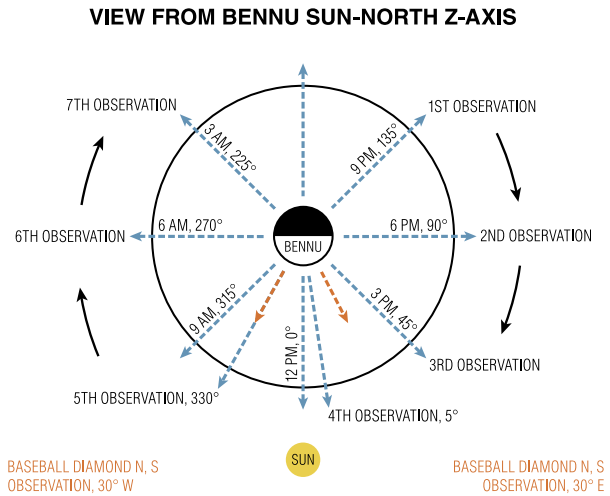 VIEW FROM BENNU SUN-NORTH Z-AXIS
7TH OBSERVATION
1ST OBSERVATION
3 AM, 225°
9 PM, 135°
6 AM, 270°
6 PM, 90°
6TH OBSERVATION
BENNU
2ND OBSERVATION
9 AM, 315°
12 PM, 0°
3 PM, 45°
3RD OBSERVATION
5TH OBSERVATION, 330°
4TH OBSERVATION, 5°
SUN
BASEBALL DIAMOND N, S
OBSERVATION, 30° W
BASEBALL DIAMOND N, S
OBSERVATION, 30° E